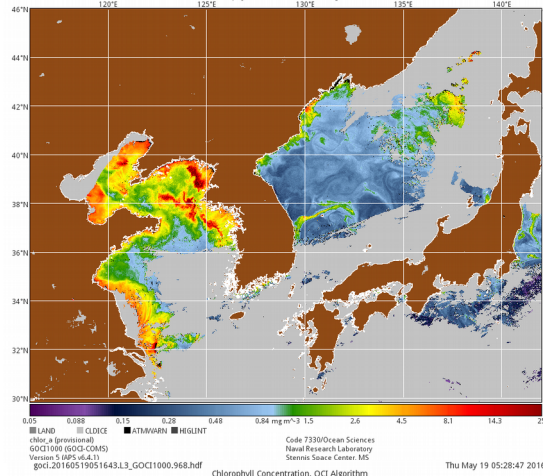 120°E 125°E 130°E 135°E 140°E
46°N
44°N
42°N
40°N
38°N
36°N
34°N
32°N
30°N
0.05 0.088 0.15 0.28 0.48 0.84 mg m^-3 1.5 2.6 4.5 8.1 14.3 25
LAND CLDICE ATMWARN HIGLINT
chlor_a (provisional)
GOCI1000 (GOCI-COMS)
Version 5 (APS v6.4.1)
Code 7330/Ocean Sciences
Naval Research Laboratory
Stennis Space Center, MS
goci.20160519051643.L3_GOCI1000.968.hdf
Thu May 19 05:28:47 2016
Chlorophyll Concentration, OCI Algorithm